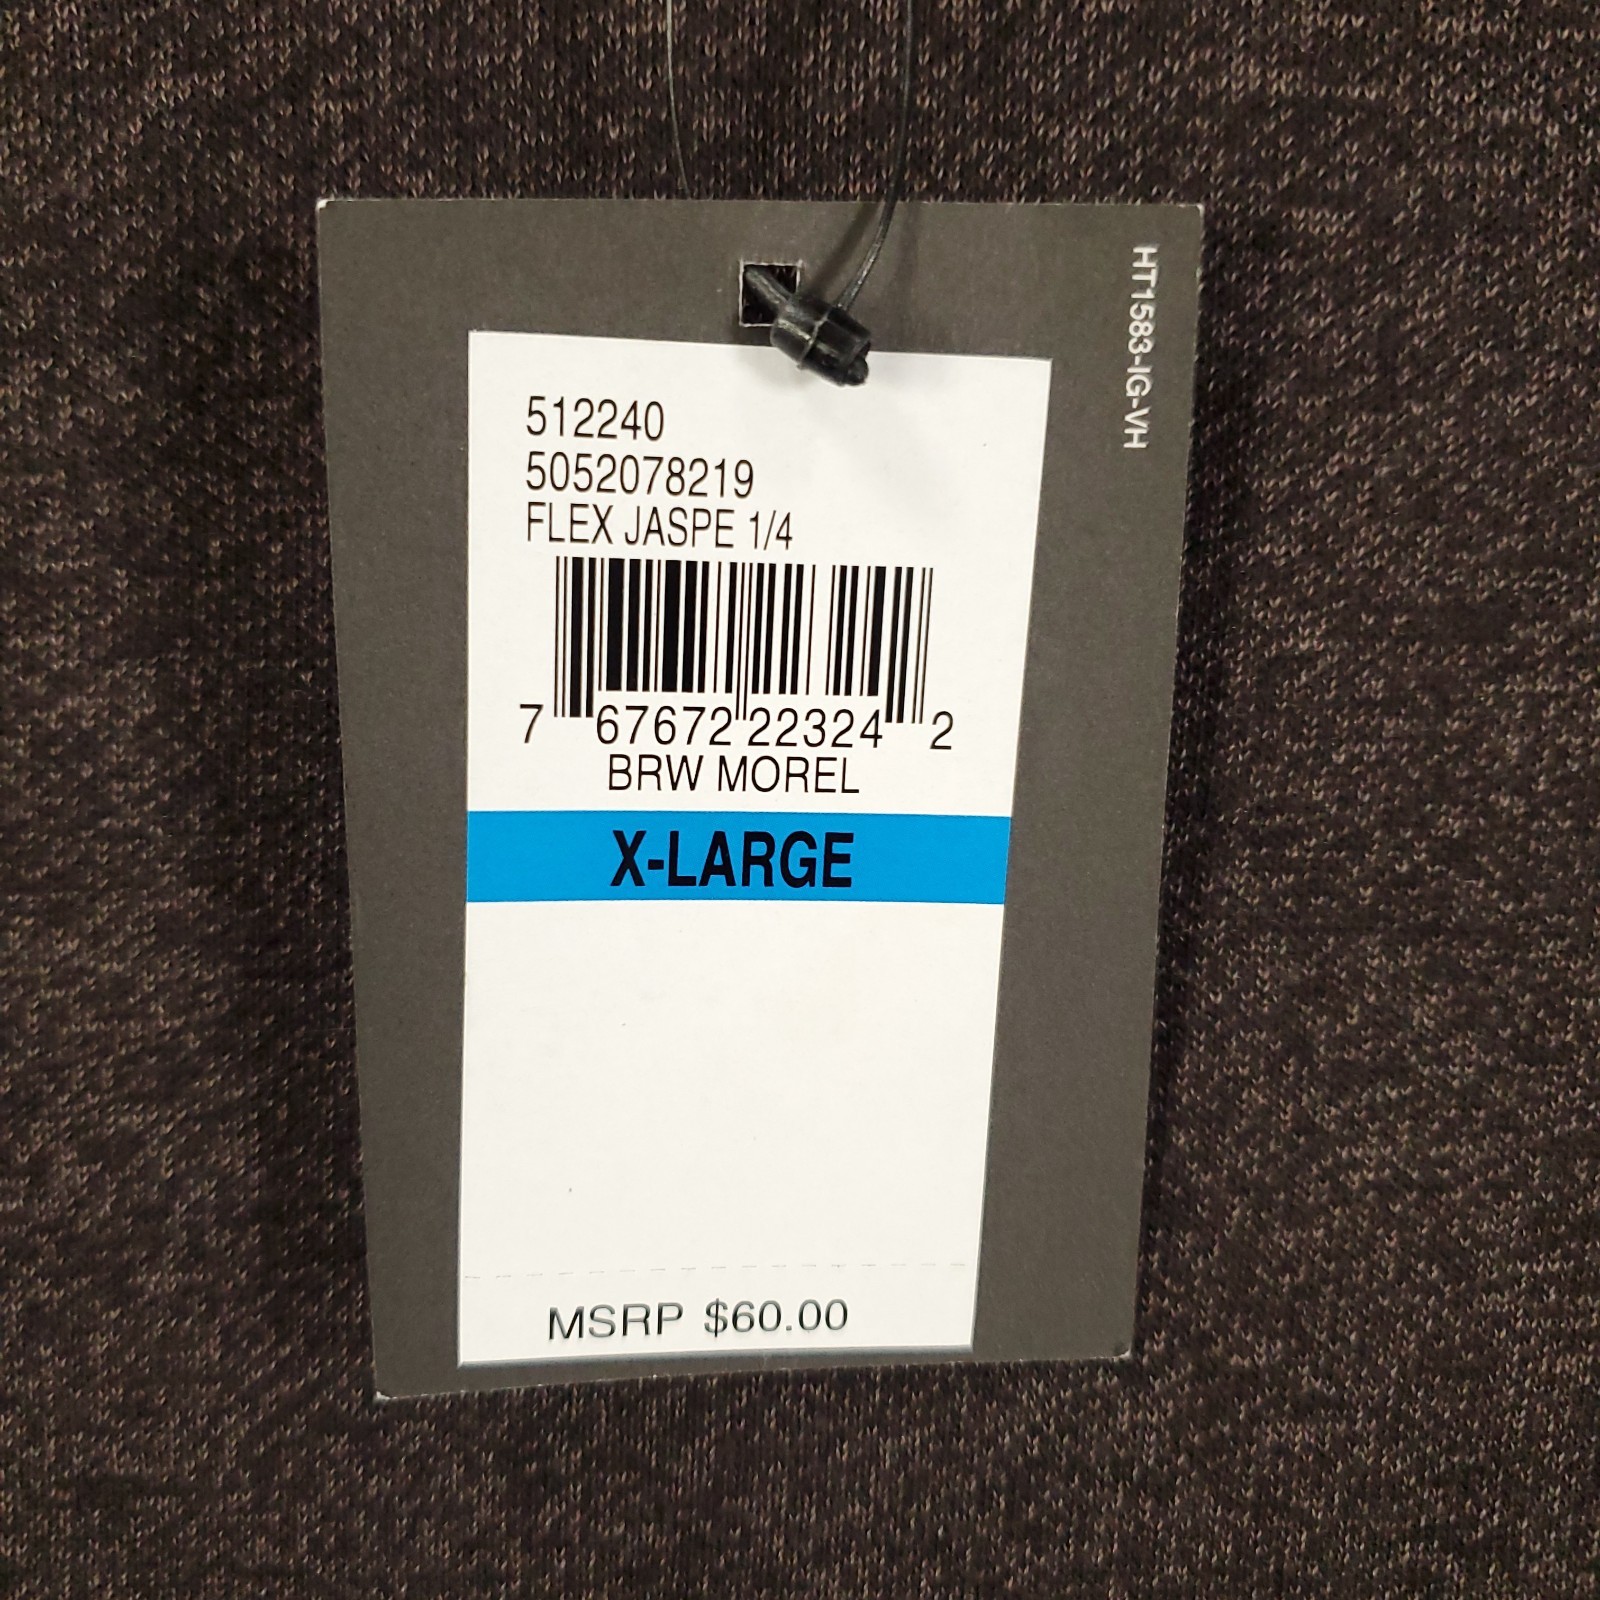 HT1583-IG-VH
512240
5052078219
FLEX JASPE 1/4
7 67672 22324 2
BRW MOREL
X-LARGE
MSRP $60.00